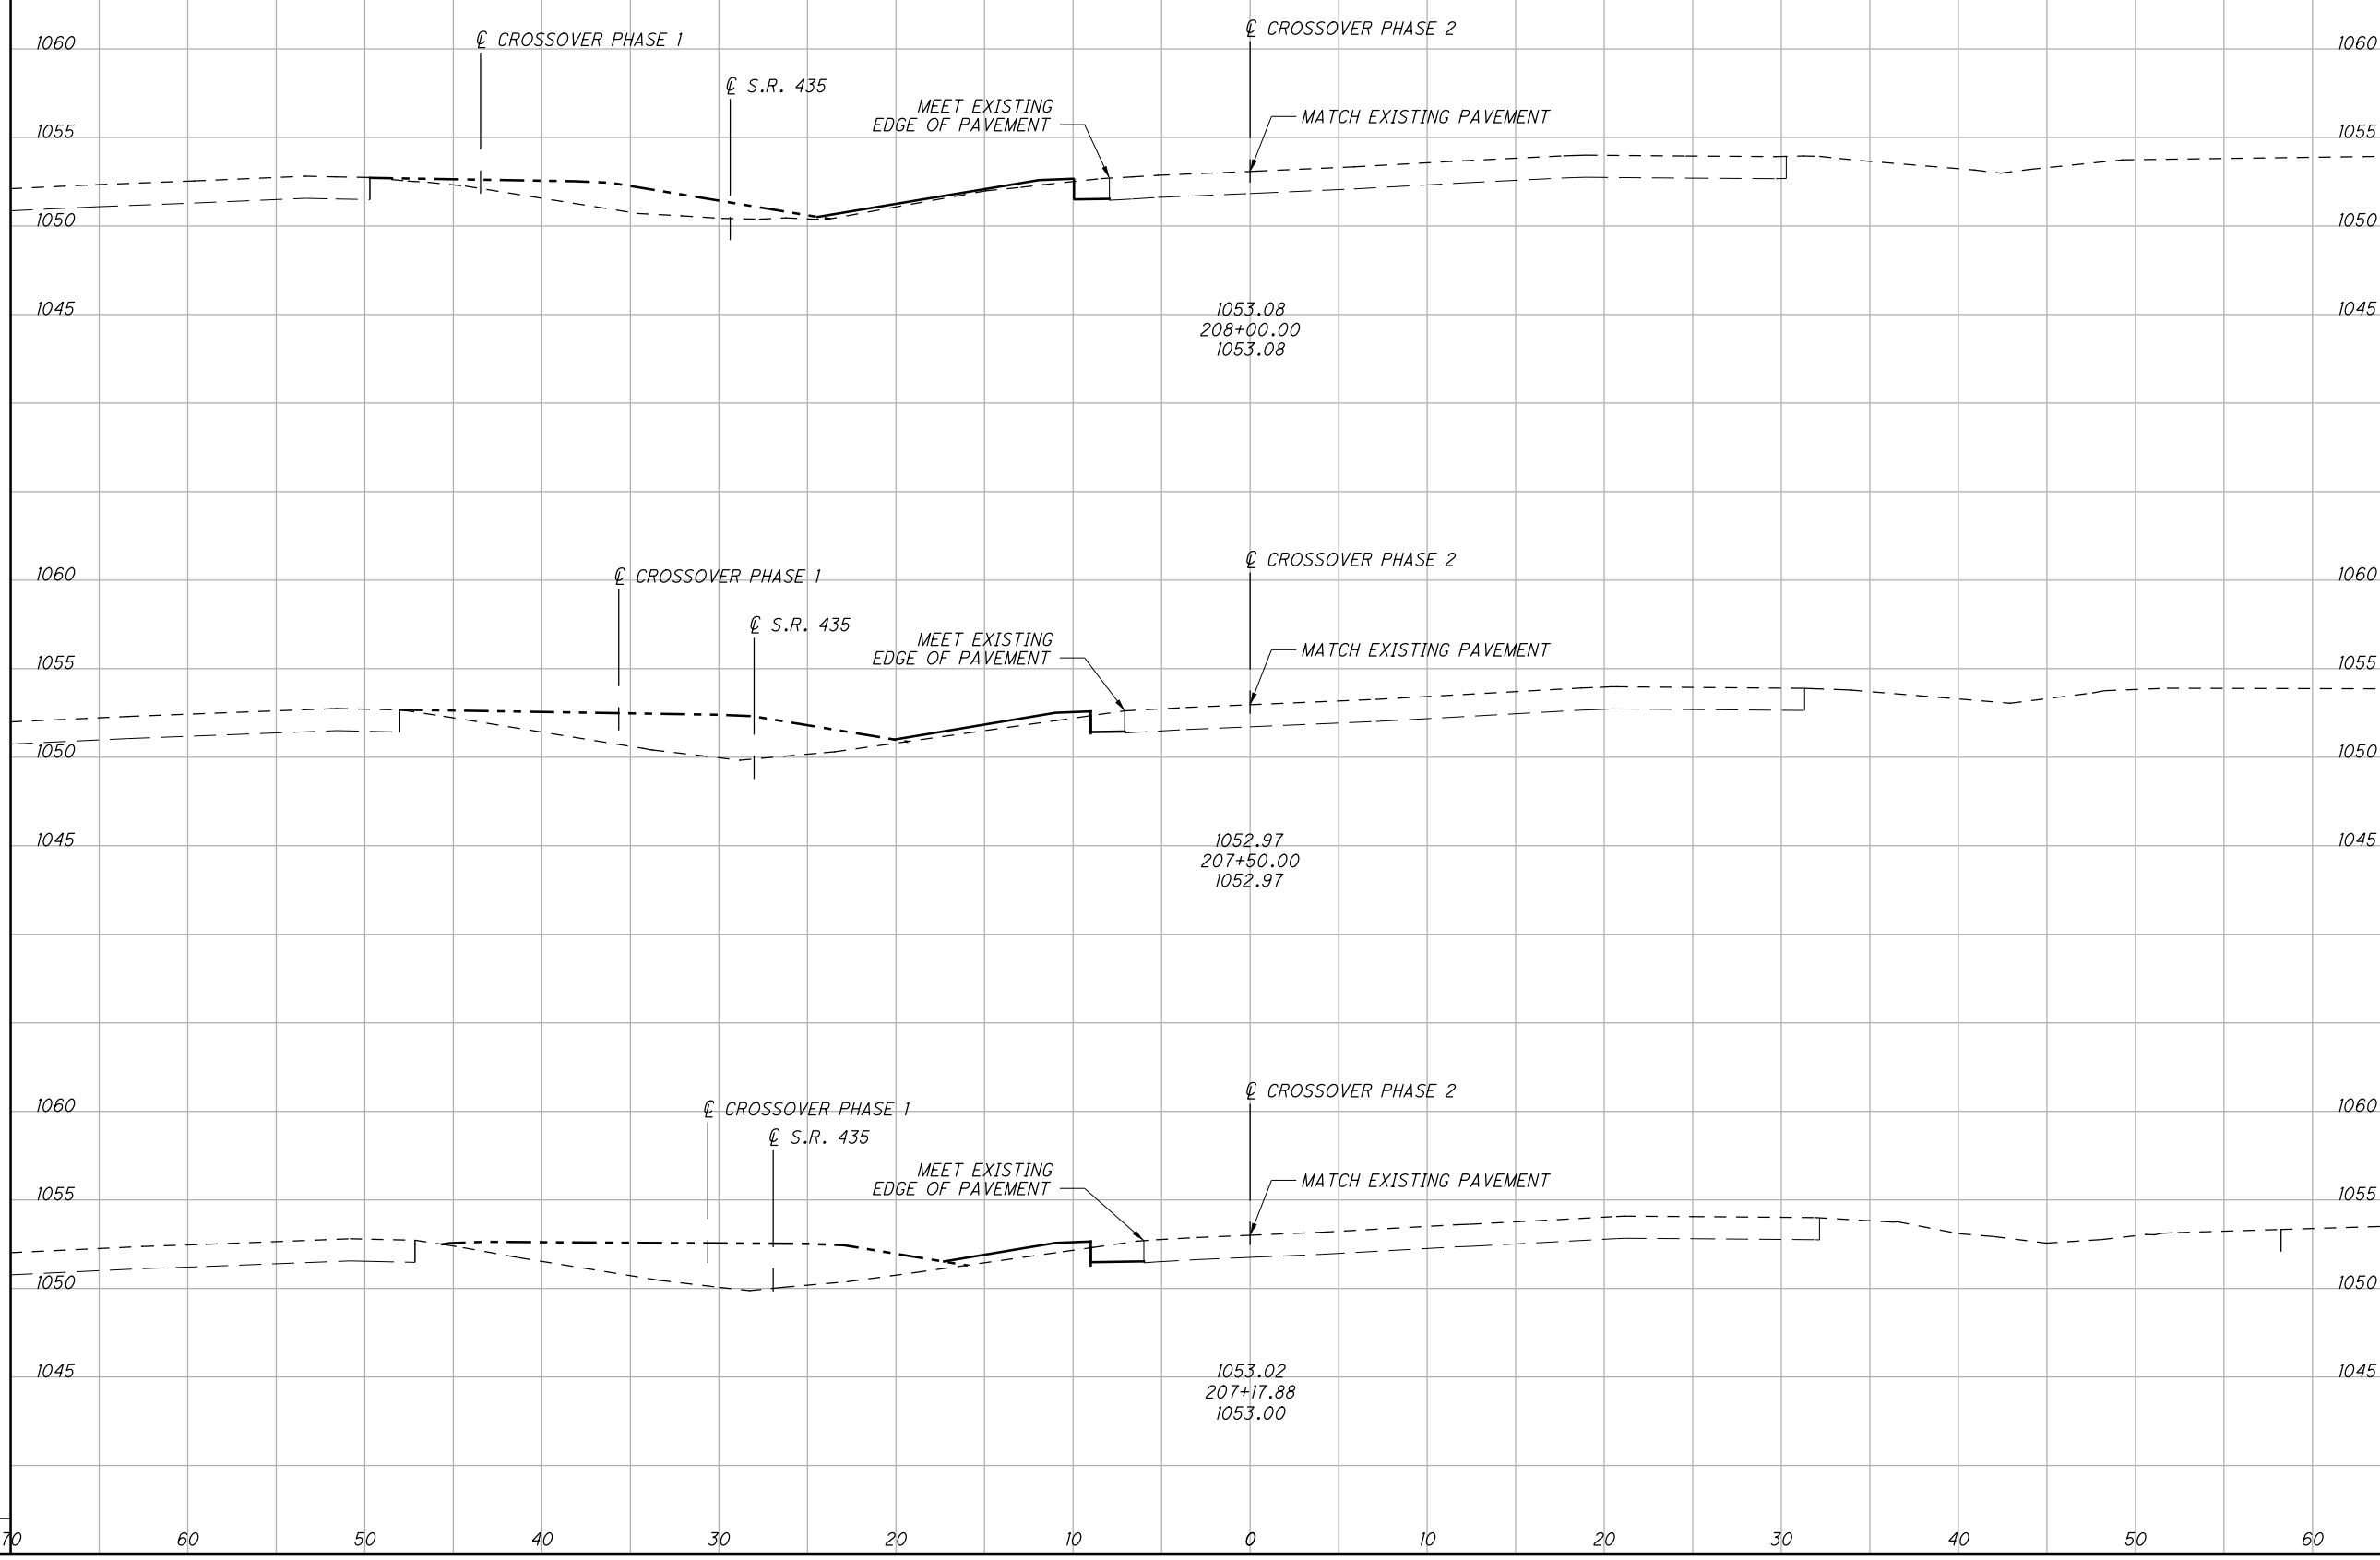 ℄ CROSSOVER PHASE 2
1060 ℄ CROSSOVER PHASE 1 1060
℄ S.R. 435
MEET EXISTING
EDGE OF PAVEMENT
MATCH EXISTING PAVEMENT
1055 1055
1050 1050
1045 1045
1053.08
208+00.00
1053.08
℄ CROSSOVER PHASE 2
1060 ℄ CROSSOVER PHASE 1 1060
℄ S.R. 435
MEET EXISTING
EDGE OF PAVEMENT
MATCH EXISTING PAVEMENT
1055 1055
1050 1050
1045 1045
1052.97
207+50.00
1052.97
℄ CROSSOVER PHASE 2
1060 ℄ CROSSOVER PHASE 1 1060
℄ S.R. 435
MEET EXISTING
EDGE OF PAVEMENT
MATCH EXISTING PAVEMENT
1055 1055
1050 1050
1045 1045
1053.02
207+17.88
1053.00
70 60 50 40 30 20 10 0 10 20 30 40 50 60